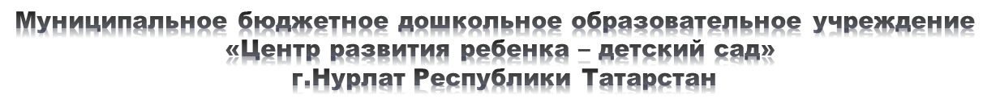 Муниципальное бюджетное дошкольное образовательное учреждение
«Центр развития ребенка – детский сад»
г.Нурлат Республики Татарстан